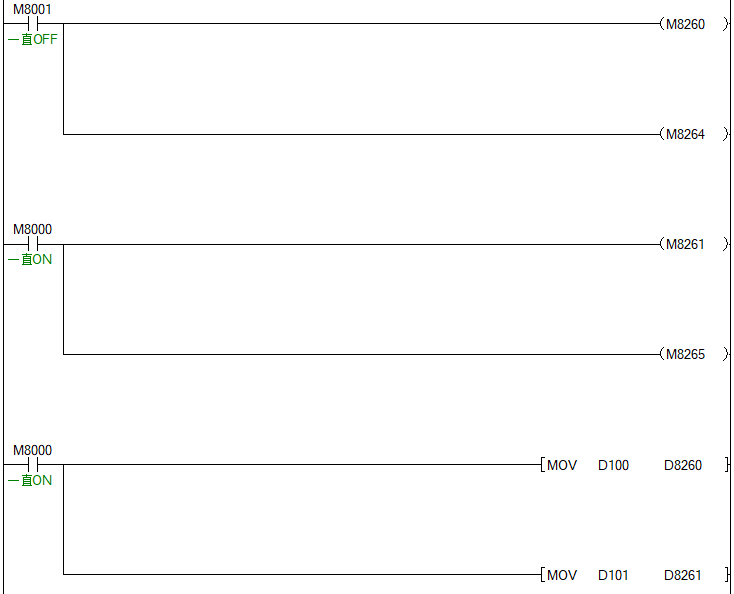 M8001
一直OFF
(M8260 )
(M8264 )
M8000
一直ON
(M8261 )
(M8265 )
M8000
一直ON
[MOV D100 D8260 ]
[MOV D101 D8261 ]